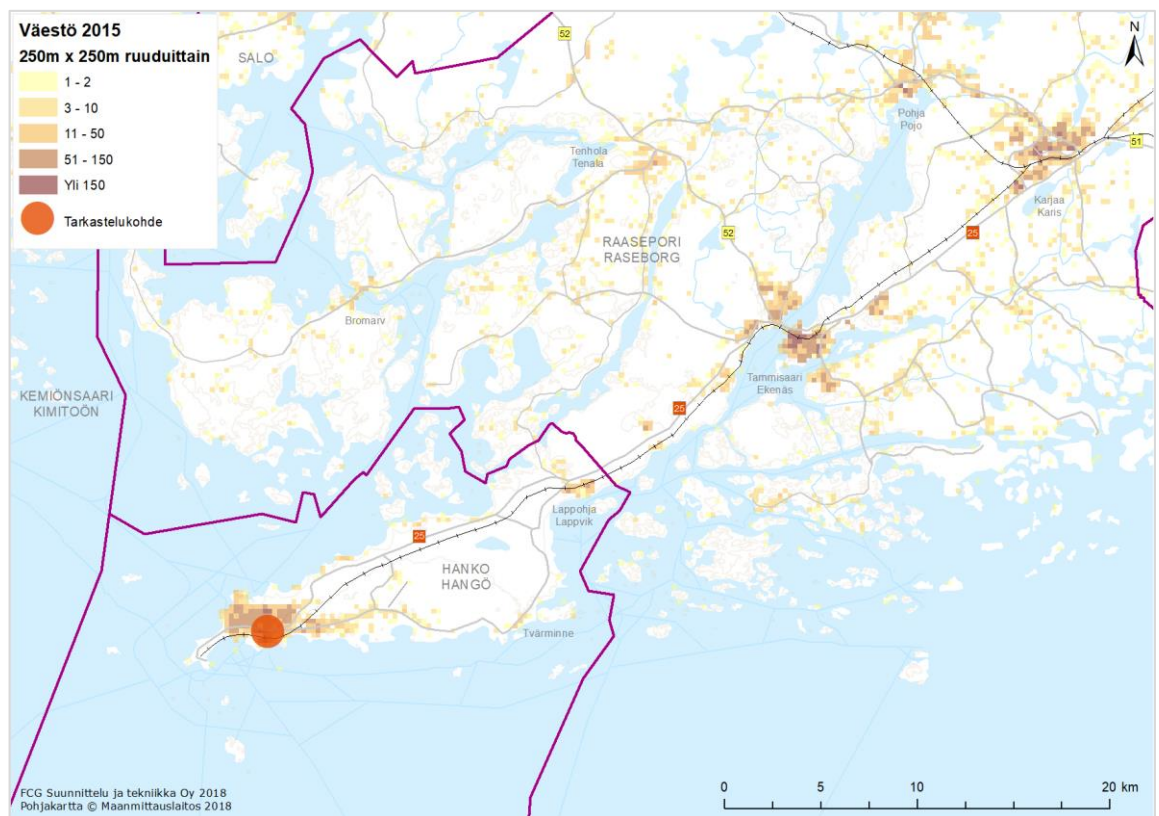 Väestö 2015
250m x 250m ruuduittain
1 - 2
3 - 10
11 - 50
51 - 150
Yli 150
Tarkastelukohde
SALO
52
N
Pohja
Pojo
51
Tenhola
Tenala
Karjaa
Karis
52
25
RAASEPORI
RASEBORG
Bromarv
Tammisaari
Ekenäs
KEMIÖNSAARI
KIMITOÖN
25
Lappohja
Lappvik
25
HANKO
HANGÖ
Tvärminne
FCG Suunnittelu ja tekniikka Oy 2018
Pohjakartta © Maanmittauslaitos 2018
0 5 10 20 km